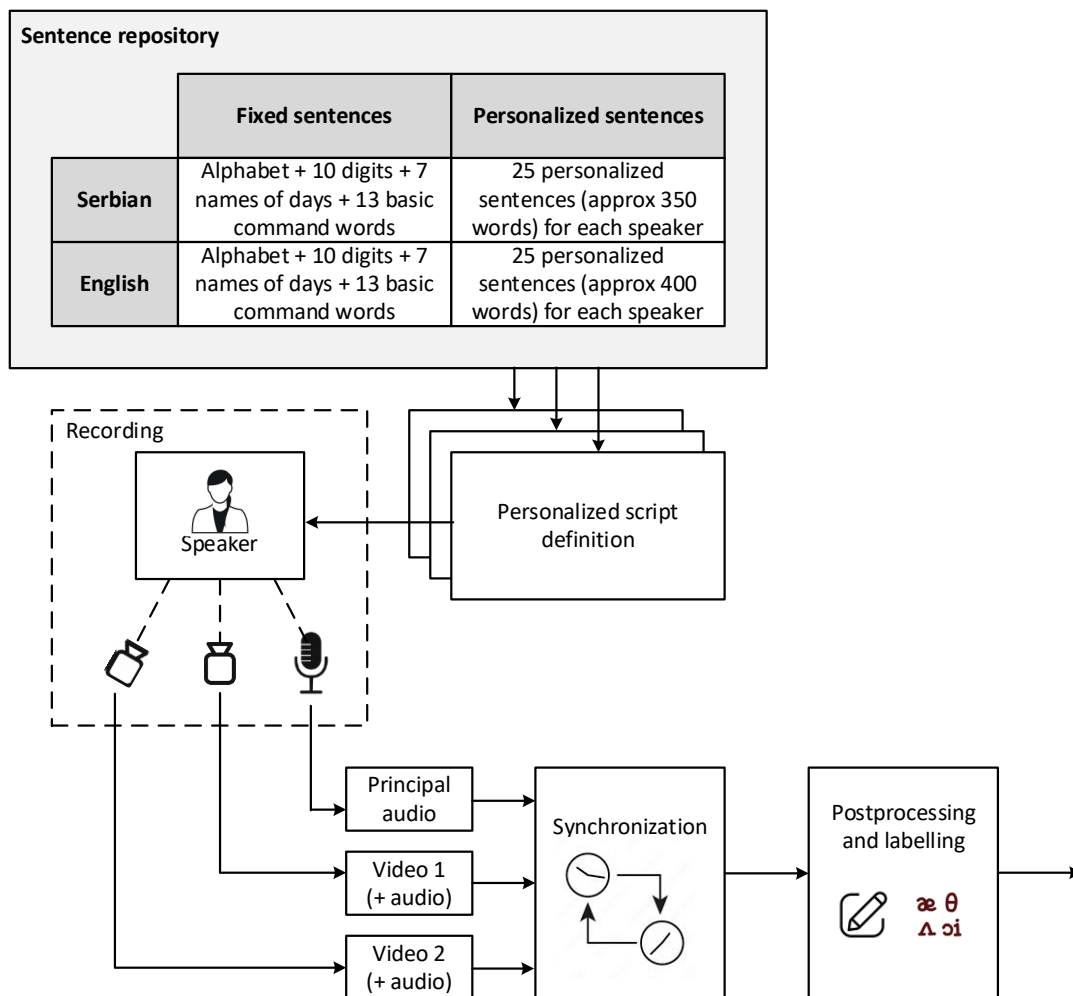 Sentence repository
Fixed sentences
Personalized sentences
Serbian
Alphabet + 10 digits + 7
names of days + 13 basic
command words
25 personalized
sentences (approx 350
words) for each speaker
English
Alphabet + 10 digits + 7
names of days + 13 basic
command words
25 personalized
sentences (approx 400
words) for each speaker
Recording
Speaker
Personalized script
definition
Principal
audio
Video 1
(+ audio)
Video 2
(+ audio)
Synchronization
Postprocessing
and labelling
æ θ
ʌ ɔi